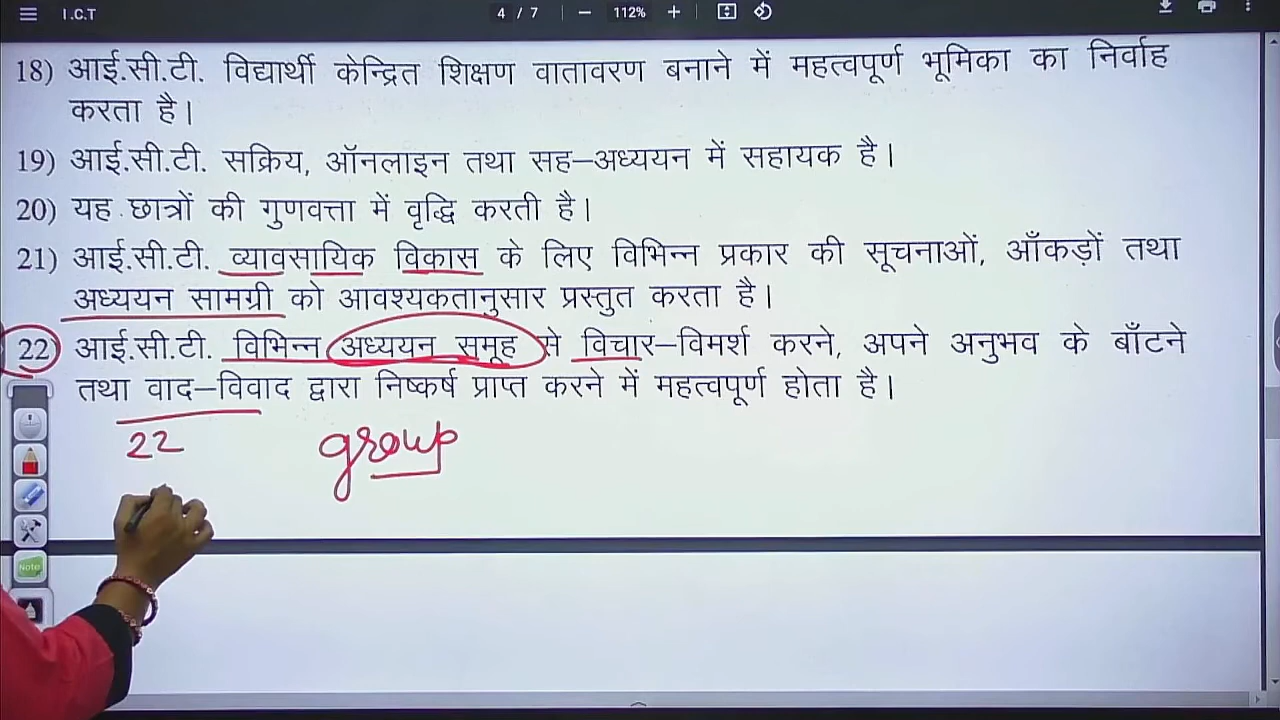 I.C.T 4 / 7 112%
18) आई.सी.टी. विद्यार्थी केन्द्रित शिक्षण वातावरण बनाने में महत्वपूर्ण भूमिका का निर्वाह
करता है।
19) आई.सी.टी. सक्रिय, ऑनलाइन तथा सह–अध्ययन में सहायक है।
20) यह छात्रों की गुणवत्ता में वृद्धि करती है।
21) आई.सी.टी. व्यावसायिक विकास के लिए विभिन्न प्रकार की सूचनाओं, आँकड़ों तथा
अध्ययन सामग्री को आवश्यकतानुसार प्रस्तुत करता है।
22) आई.सी.टी. विभिन्न अध्ययन समूह से विचार–विमर्श करने, अपने अनुभव के बाँटने
तथा वाद–विवाद द्वारा निष्कर्ष प्राप्त करने में महत्वपूर्ण होता है।
22 group
Note